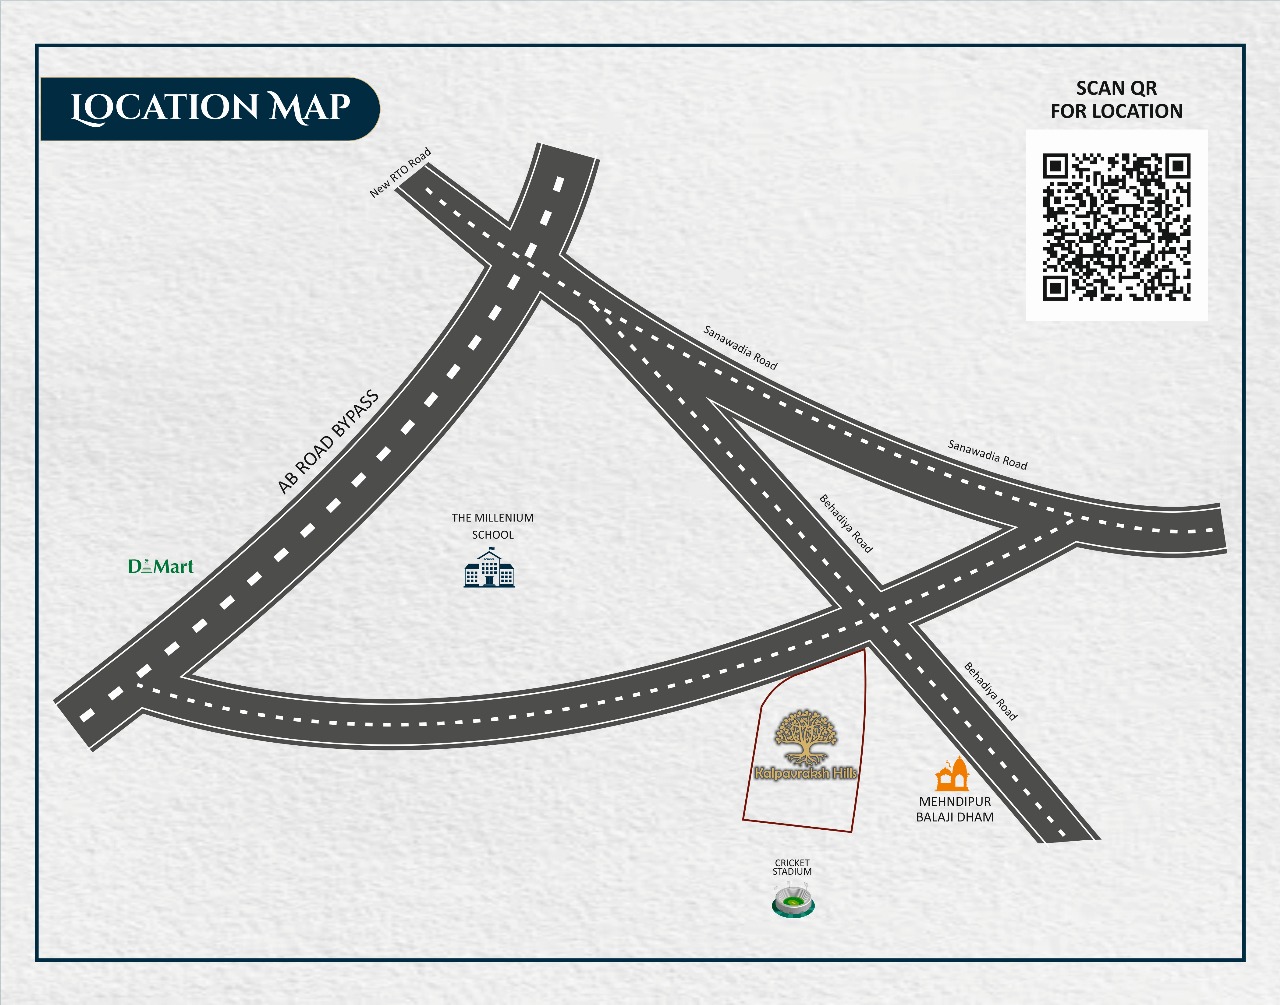 LOCATION MAP
SCAN QR
FOR LOCATION
New RTO Road
Sanawadia Road
AB ROAD BYPASS
Sanawadia Road
Behadiya Road
THE MILLENIUM
SCHOOL
D Mart
Behadiya Road
Kalpavraksh Hills
MEHNDIPUR
BALAJI DHAM
CRICKET
STADIUM